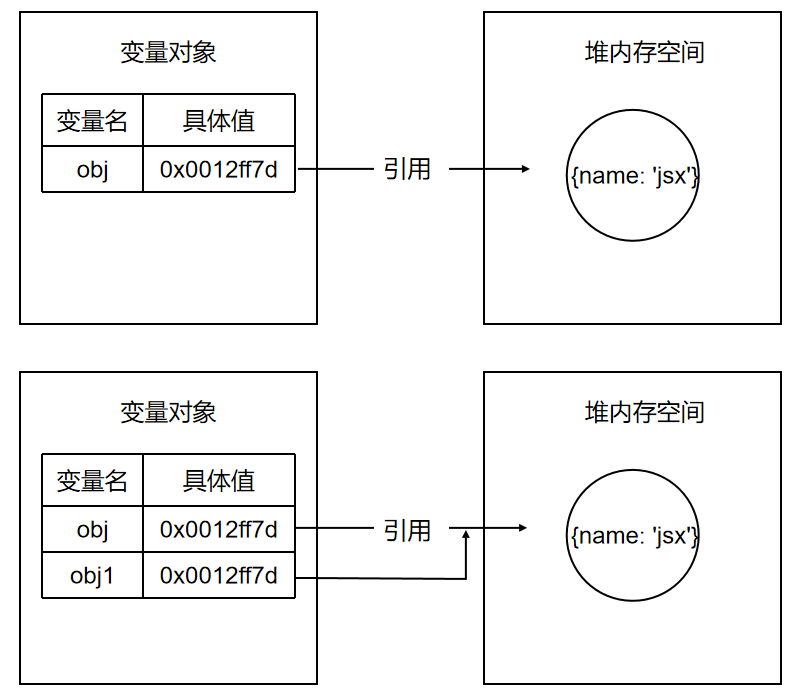 变量对象
堆内存空间
变量名 具体值
obj 0x0012ff7d
引用
{name: 'jsx'}
变量对象
堆内存空间
变量名 具体值
obj 0x0012ff7d
引用
{name: 'jsx'}
obj1 0x0012ff7d